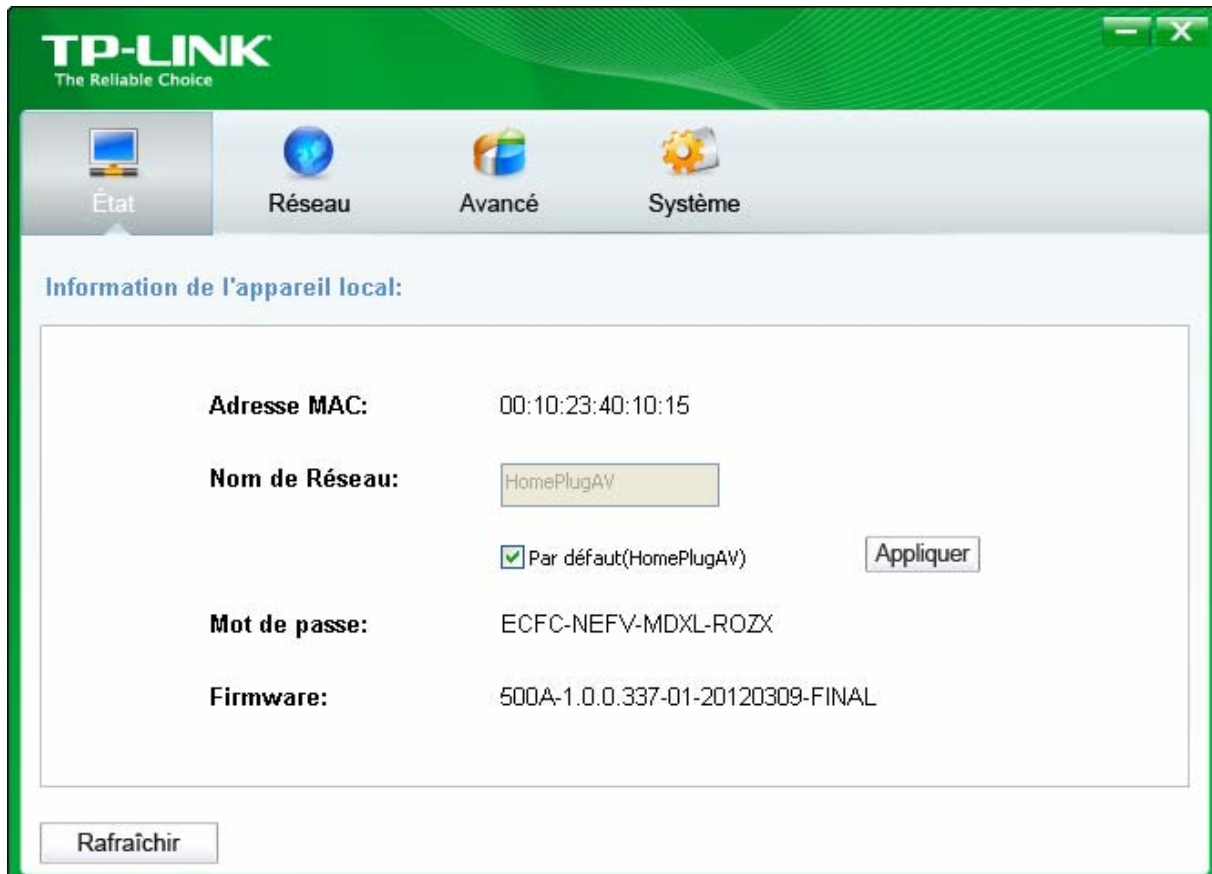 TP-LINK
The Reliable Choice
État
Réseau
Avancé
Système
Information de l'appareil local:
Adresse MAC: 00:10:23:40:10:15
Nom de Réseau: HomePlugAV
Par défaut(HomePlugAV) Appliquer
Mot de passe: ECFC-NEFV-MDXL-ROZX
Firmware: 500A-1.0.0.337-01-20120309-FINAL
Rafraîchir